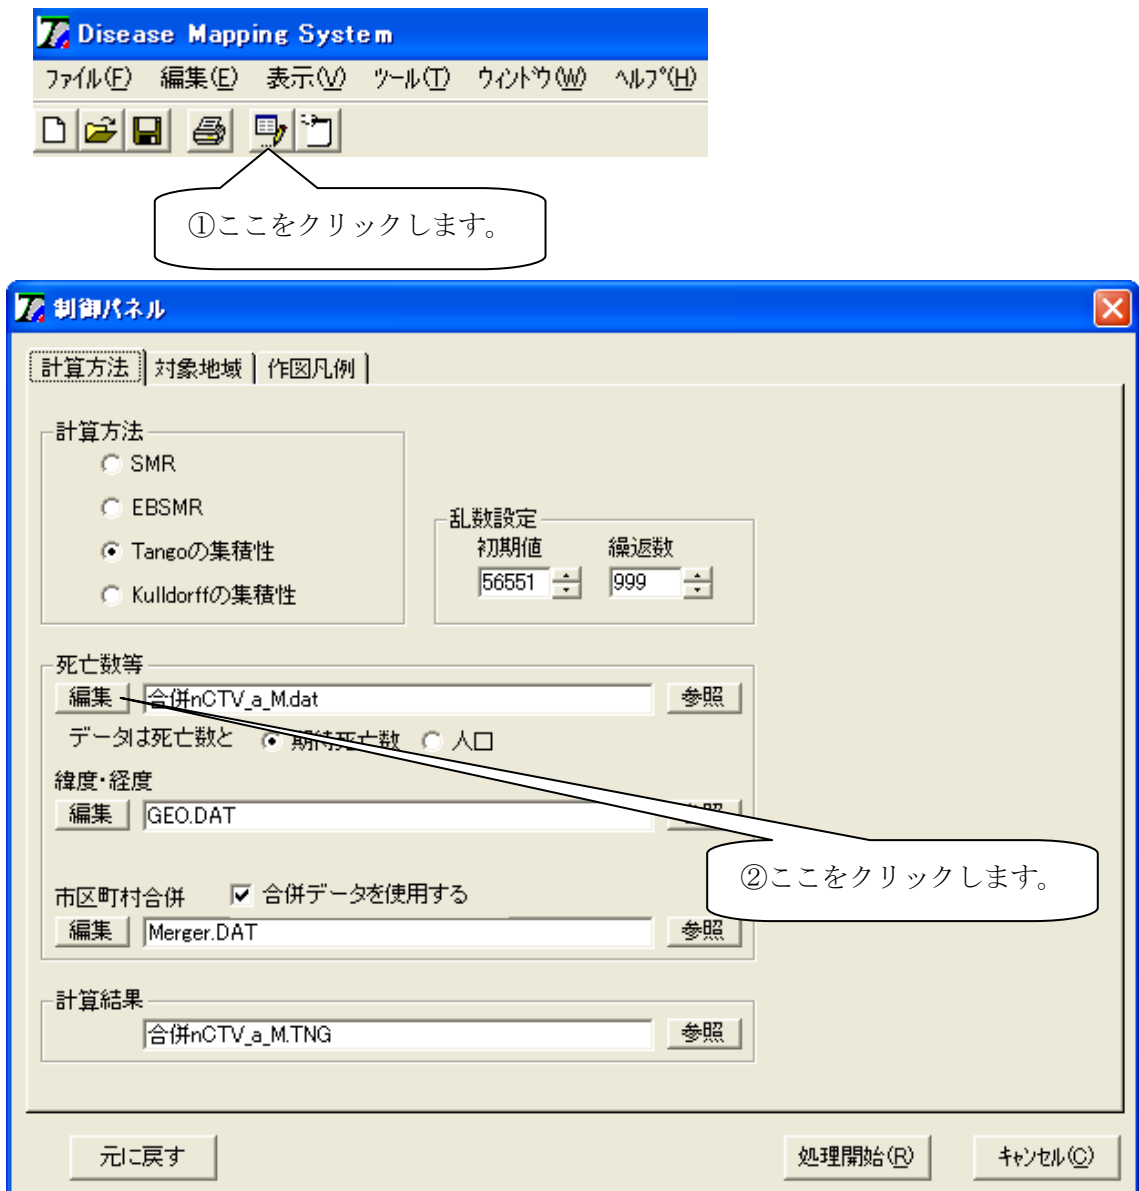 Disease Mapping System
ファイル(F) 編集(E) 表示(V) ツール(T) ウィンドウ(W) ヘルプ(H)
①ここをクリックします。
制御パネル
計算方法 対象地域 作図凡例
計算方法
SMR
EBSMR
Tangoの集積性
Kulldorffの集積性
乱数設定
初期値 繰返数
56551 999
死亡数等
編集 合併nCTV_a_M.dat 参照
データは死亡数と 期待死亡数 人口
緯度・経度
編集 GEO.DAT 参照
②ここをクリックします。
市区町村合併 合併データを使用する
編集 Merger.DAT 参照
計算結果
合併nCTV_a_M.TNG 参照
元に戻す 処理開始(R) キャンセル(C)